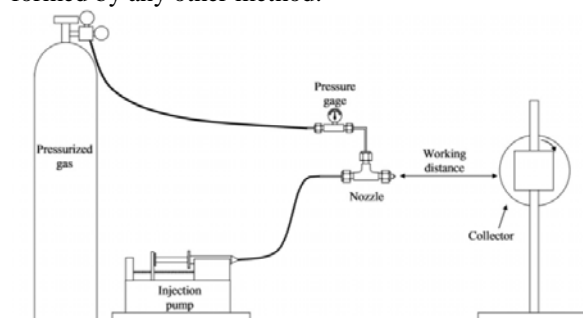 formed by any other method.
Pressure
gage
Pressurized
gas
Working
distance
Nozzle
Collector
Injection
pump